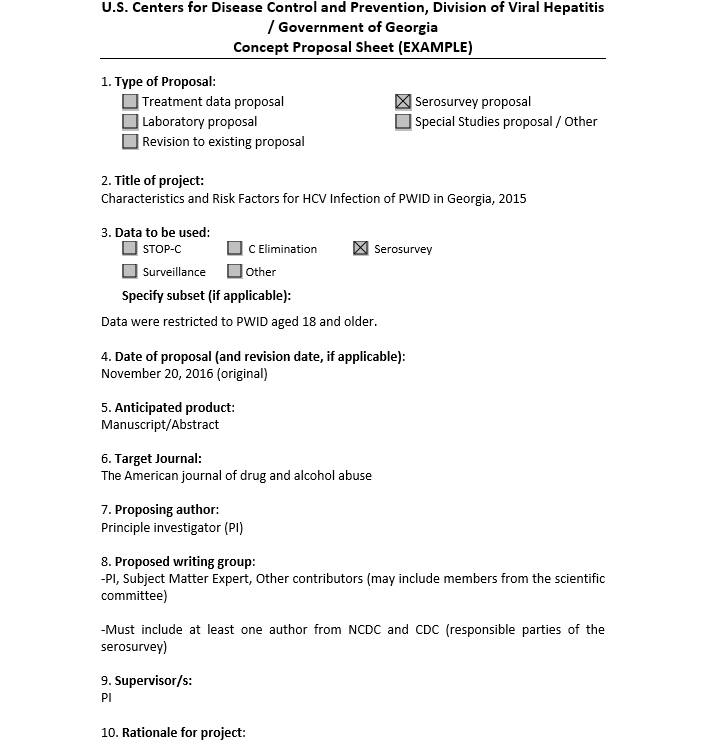 U.S. Centers for Disease Control and Prevention, Division of Viral Hepatitis
/ Government of Georgia
Concept Proposal Sheet (EXAMPLE)
1. Type of Proposal:
Treatment data proposal
Serosurvey proposal
Laboratory proposal
Special Studies proposal / Other
Revision to existing proposal
2. Title of project:
Characteristics and Risk Factors for HCV Infection of PWID in Georgia, 2015
3. Data to be used:
STOP-C C Elimination Serosurvey
Surveillance Other
Specify subset (if applicable):
Data were restricted to PWID aged 18 and older.
4. Date of proposal (and revision date, if applicable):
November 20, 2016 (original)
5. Anticipated product:
Manuscript/Abstract
6. Target Journal:
The American journal of drug and alcohol abuse
7. Proposing author:
Principle investigator (PI)
8. Proposed writing group:
-PI, Subject Matter Expert, Other contributors (may include members from the scientific
committee)
-Must include at least one author from NCDC and CDC (responsible parties of the
serosurvey)
9. Supervisor/s:
PI
10. Rationale for project: